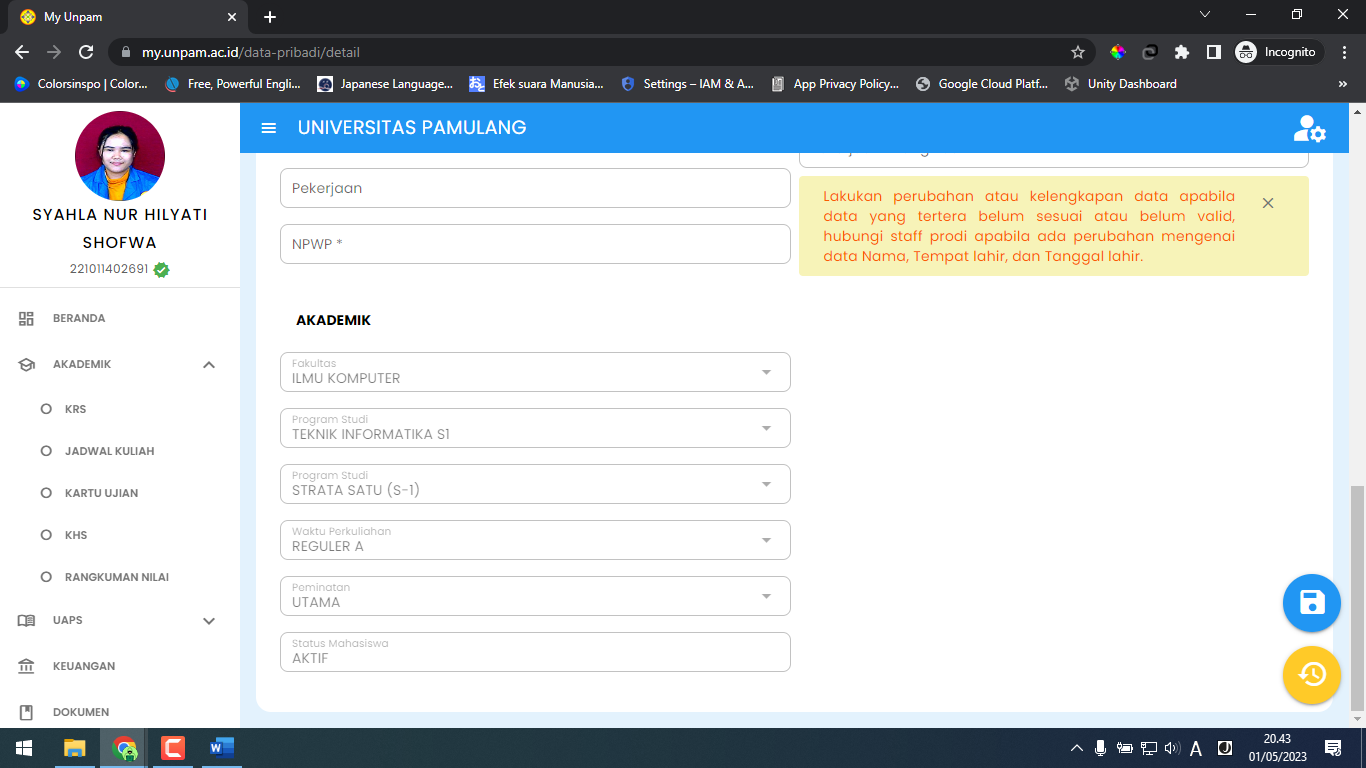 My Unpam
my.unpam.ac.id/data-pribadi/detail
Incognito
Colorsinspo | Color...
Free, Powerful Engli...
Japanese Language...
Efek suara Manusia...
Settings – IAM & A...
App Privacy Policy...
Google Cloud Platf...
Unity Dashboard
SYAHLA NUR HILYATI
SHOFWA
221011402691
BERANDA
AKADEMIK
KRS
JADWAL KULIAH
KARTU UJIAN
KHS
RANGKUMAN NILAI
UAPS
KEUANGAN
DOKUMEN
UNIVERSITAS PAMULANG
Pekerjaan
NPWP *
Lakukan perubahan atau kelengkapan data apabila
data yang tertera belum sesuai atau belum valid,
hubungi staff prodi apabila ada perubahan mengenai
data Nama, Tempat lahir, dan Tanggal lahir.
AKADEMIK
Fakultas
ILMU KOMPUTER
Program Studi
TEKNIK INFORMATIKA S1
Program Studi
STRATA SATU (S-1)
Waktu Perkuliahan
REGULER A
Peminatan
UTAMA
Status Mahasiswa
AKTIF
A
20.43
01/05/2023